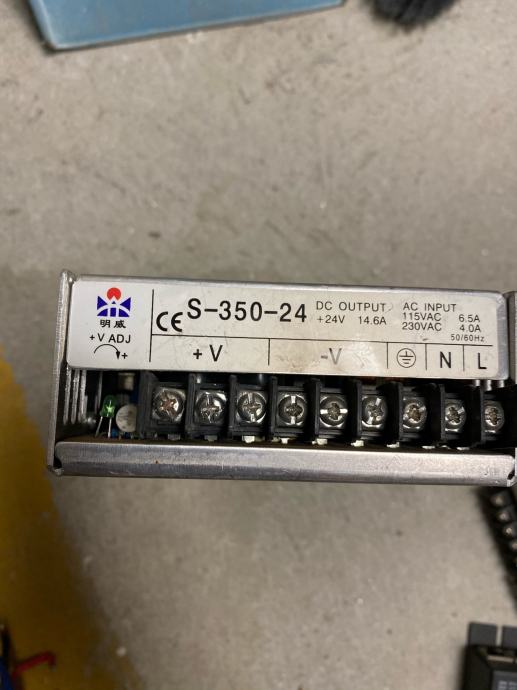 明威
+V ADJ
+
CE S-350-24
DC OUTPUT
+24V 14.6A
AC INPUT
115VAC 6.5A
230VAC 4.0A
50/60Hz
+V -V N L